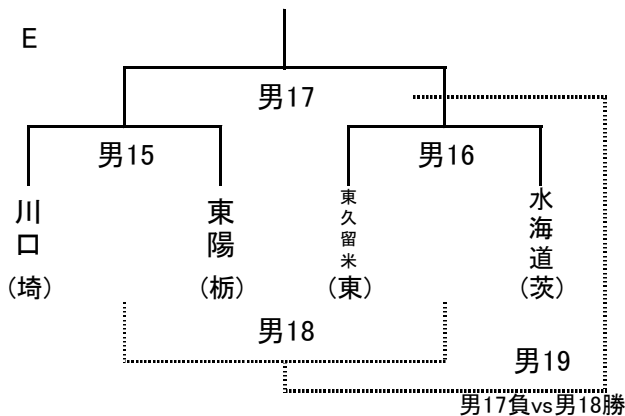 E
男17
男15
男16
川口
東陽
東久留米
水海道
(埼)
(栃)
(東)
(茨)
男18
男19
男17負vs男18勝